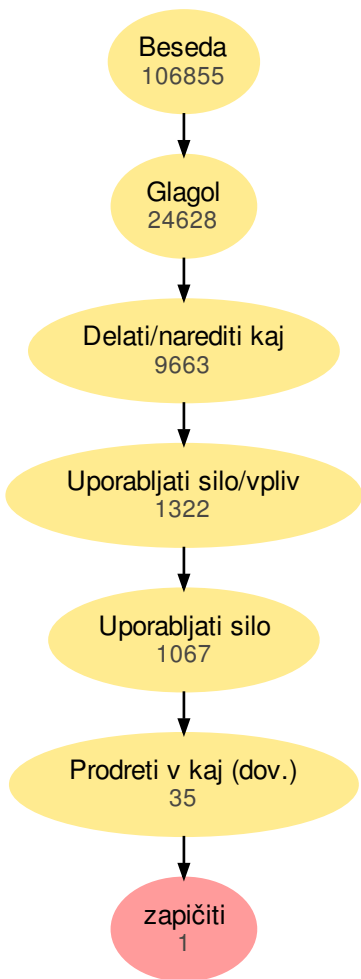 Beseda
106855
Glagol
24628
Delati/narediti kaj
9663
Uporabljati silo/vpliv
1322
Uporabljati silo
1067
Prodreti v kaj (dov.)
35
zapičiti
1